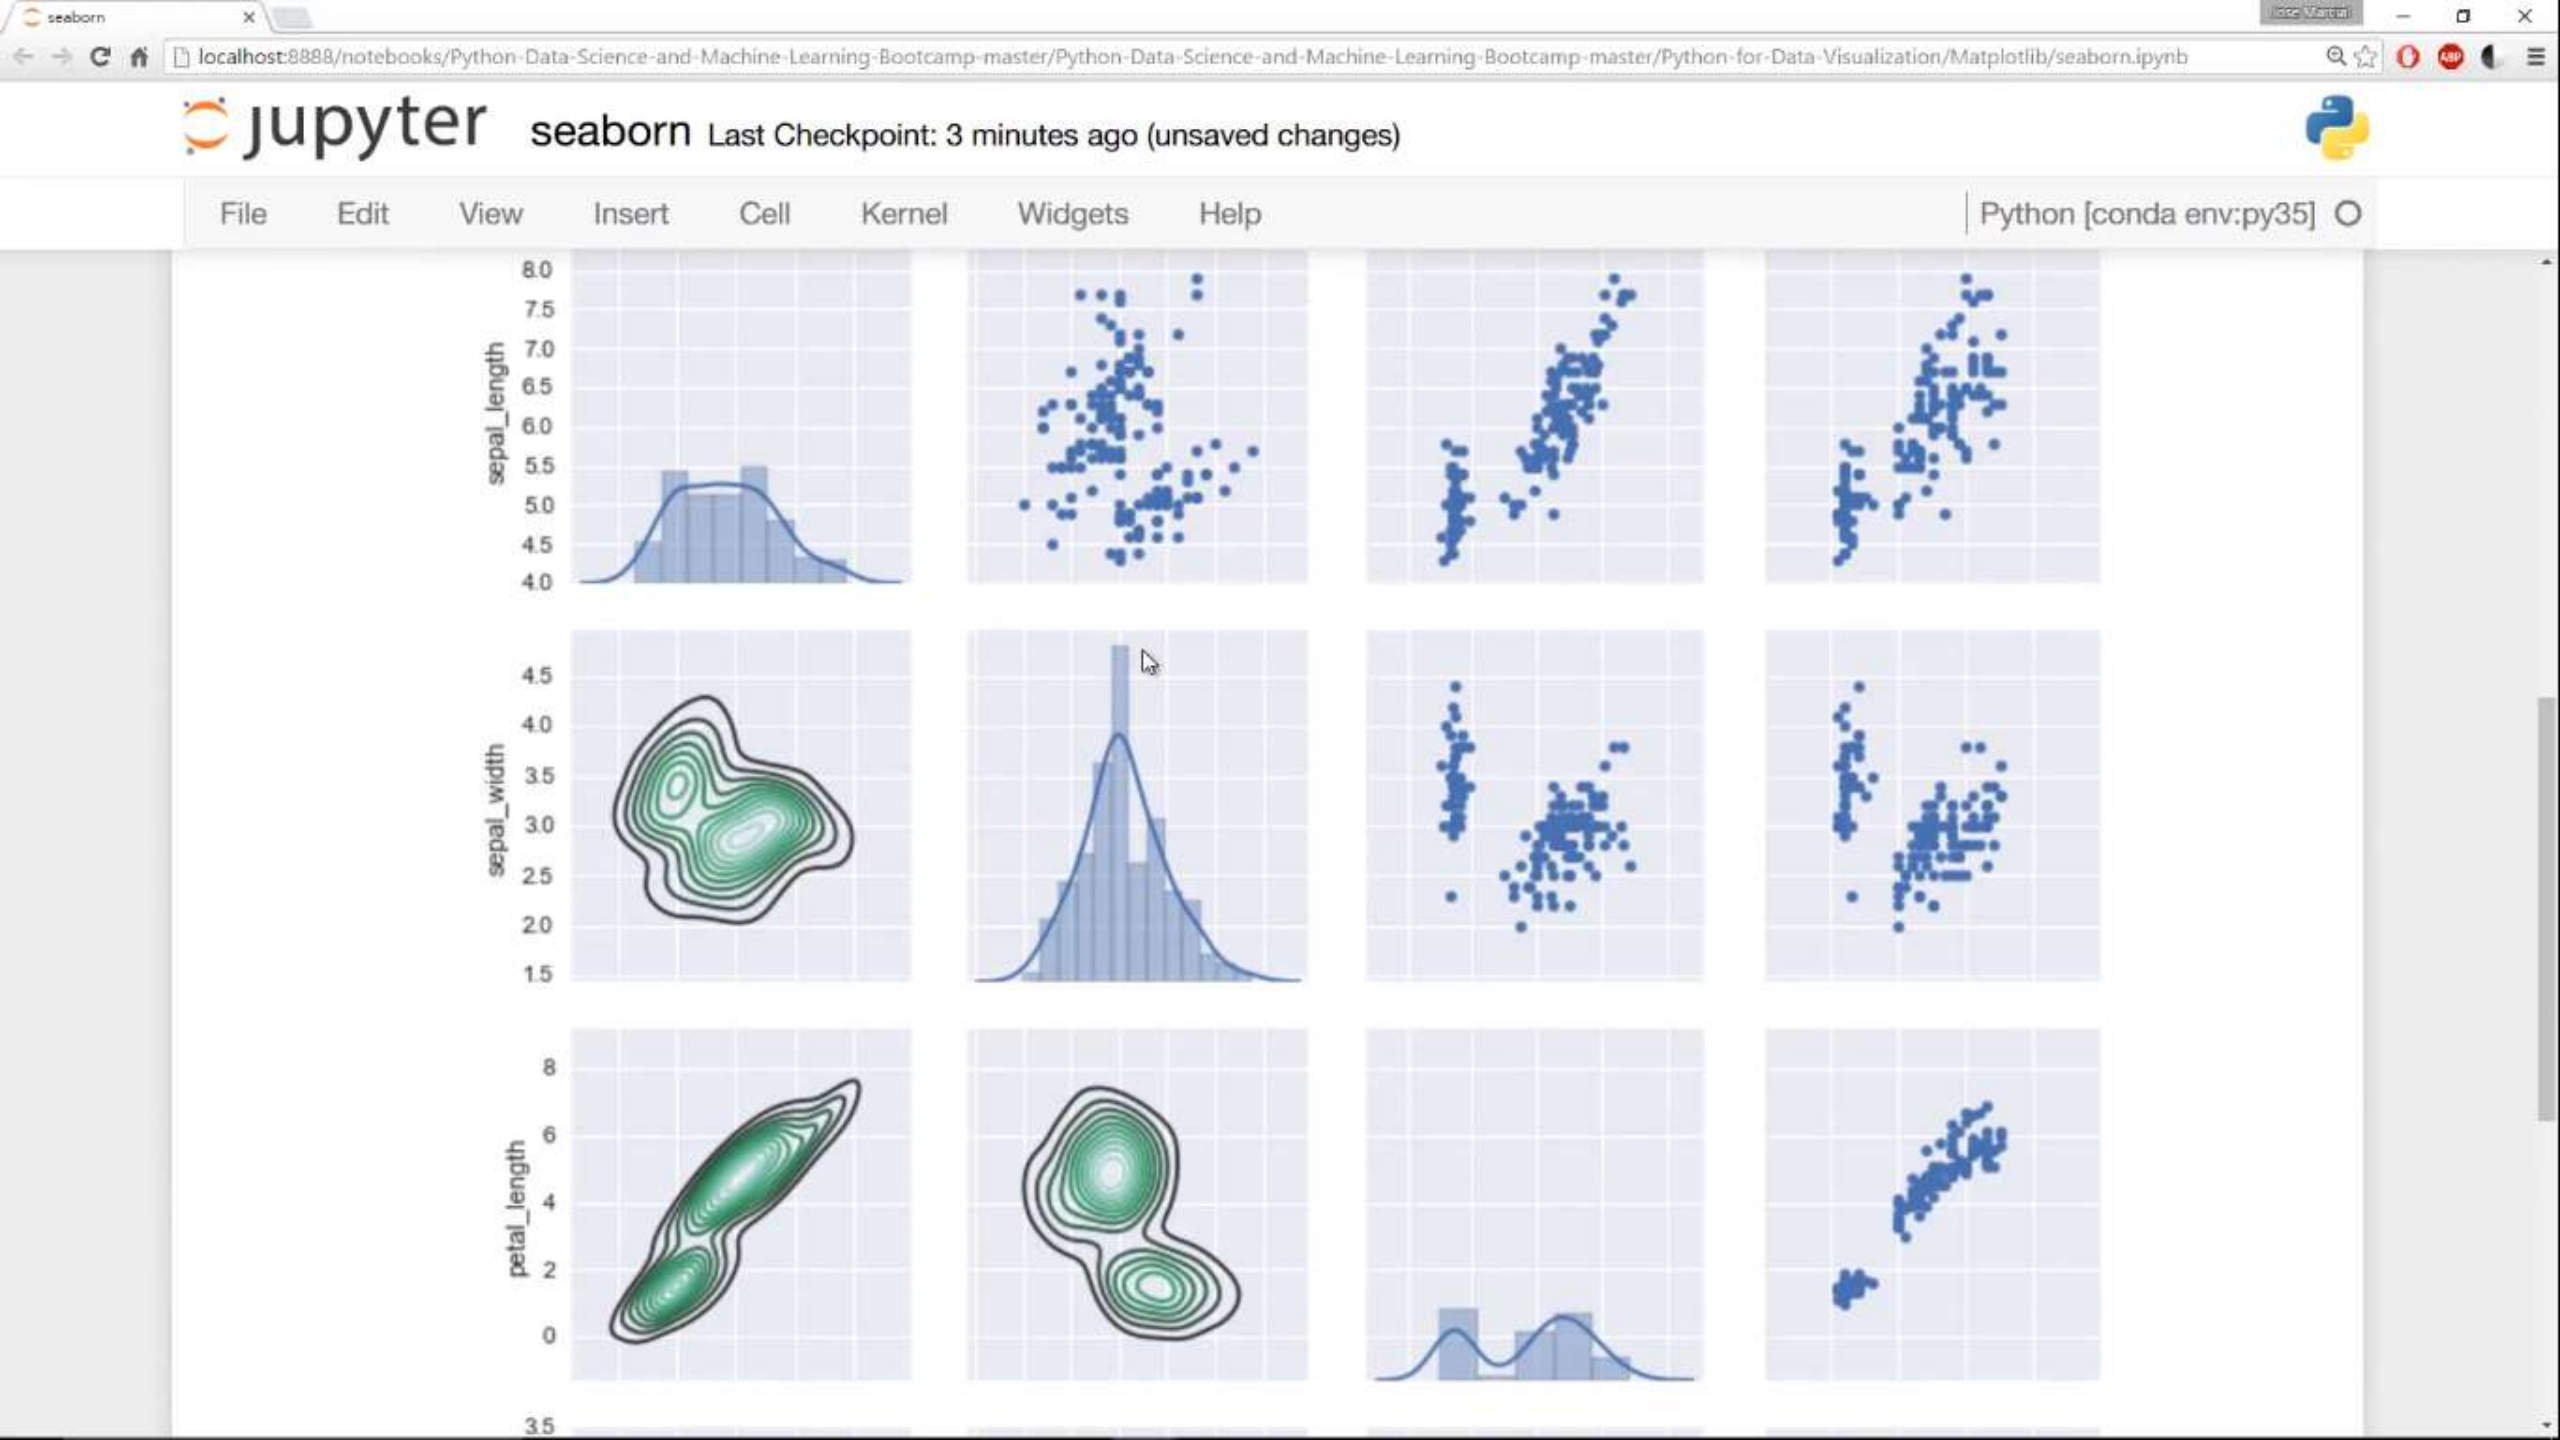 seaborn
Jose Marcial
localhost:8888/notebooks/Python-Data-Science-and-Machine-Learning-Bootcamp-master/Python-Data-Science-and-Machine-Learning-Bootcamp-master/Python-for-Data-Visualization/Matplotlib/seaborn.ipynb
ABP
jupyter seaborn Last Checkpoint: 3 minutes ago (unsaved changes)
File Edit View Insert Cell Kernel Widgets Help Python [conda env:py35]
sepal_length
8.0
7.5
7.0
6.5
6.0
5.5
5.0
4.5
4.0
sepal_width
4.5
4.0
3.5
3.0
2.5
2.0
1.5
petal_length
8
6
4
2
0
3.5